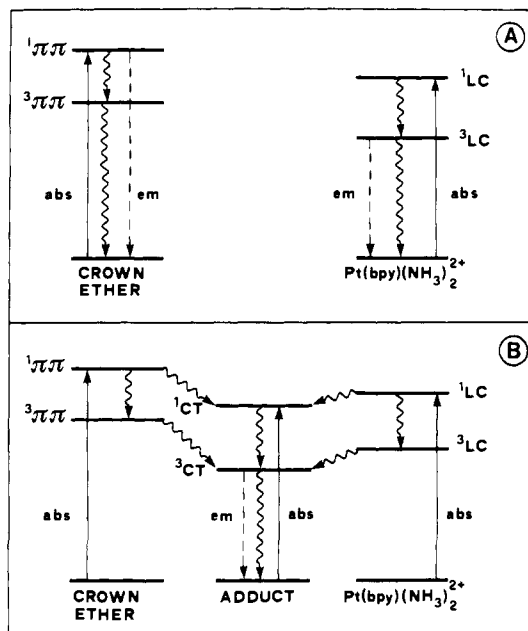 A
¹ππ
³ππ
¹LC
³LC
abs
em
em
abs
CROWN
ETHER
Pt(bpy)(NH₃)₂²⁺
B
¹ππ
³ππ
¹CT
³CT
¹LC
³LC
abs
em
abs
abs
CROWN
ETHER
ADDUCT
Pt(bpy)(NH₃)₂²⁺